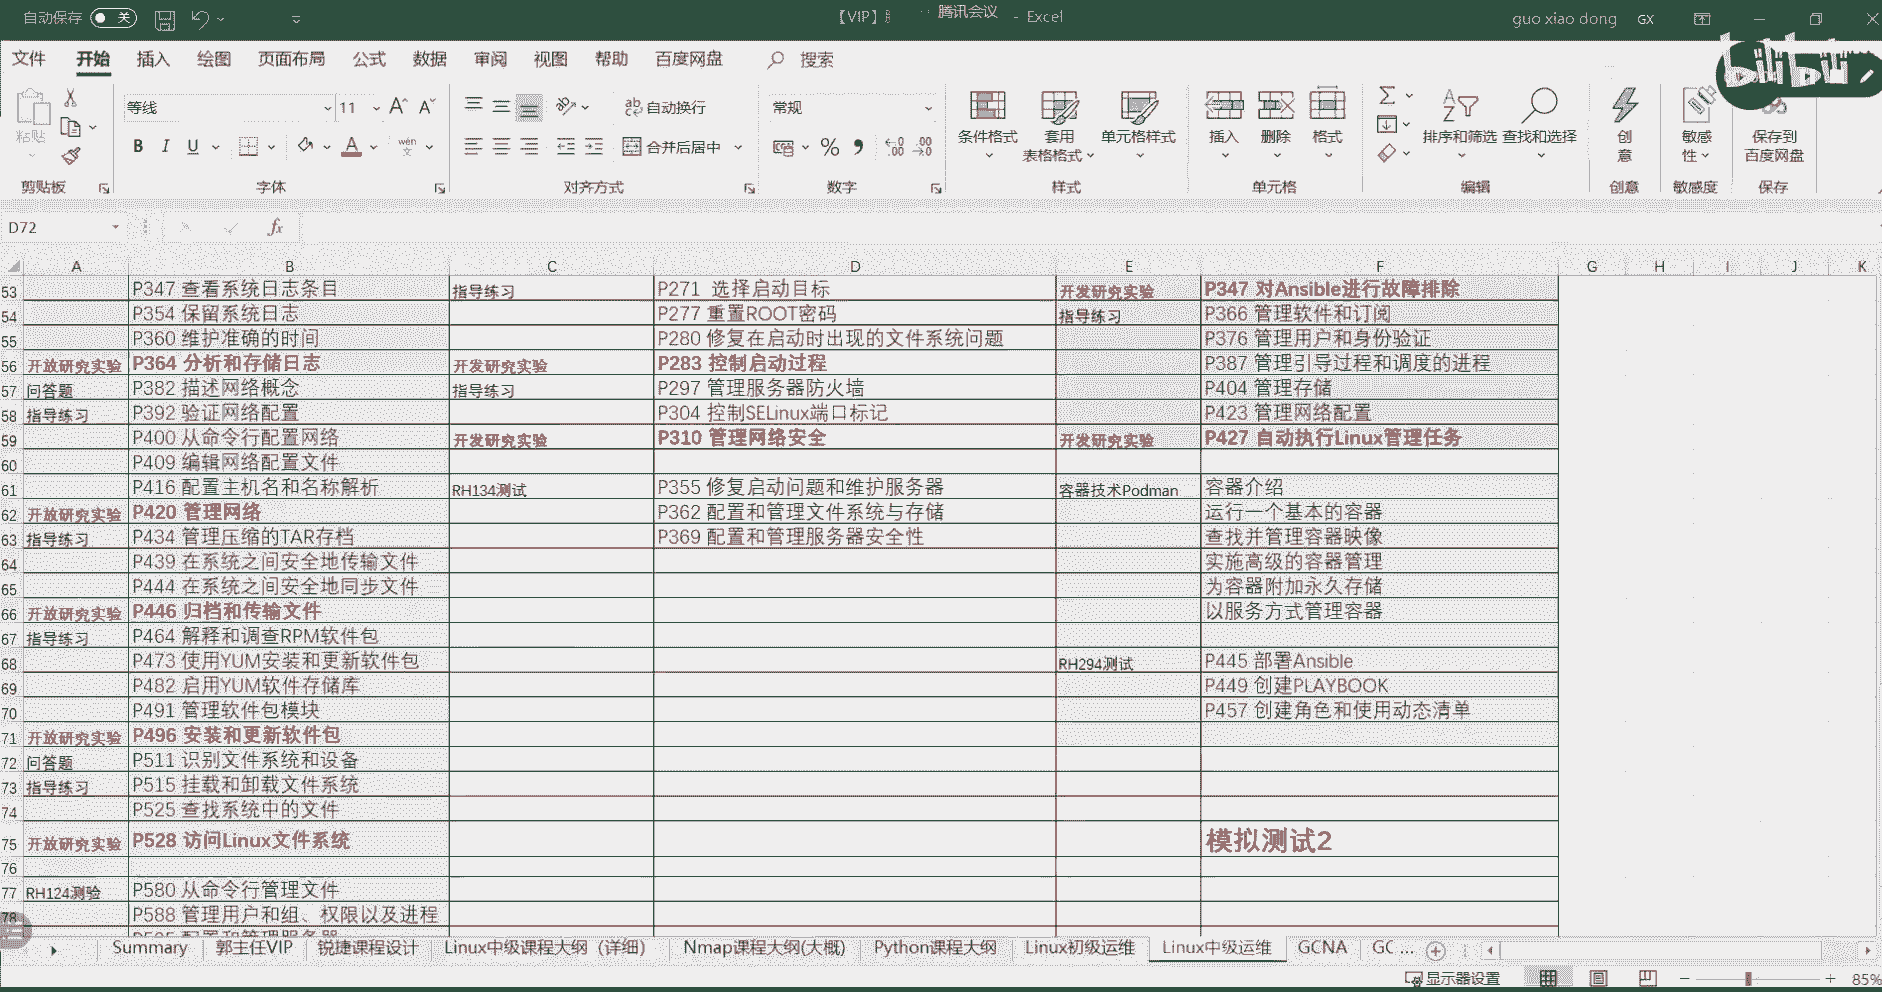 自动保存 关 【VIP】 腾讯会议 - Excel guo xiao dong GX
文件 开始 插入 绘图 页面布局 公式 数据 审阅 视图 帮助 百度网盘 搜索
bilibili
粘贴 等线 11 自动换行 常规 条件格式 套用 单元格样式 插入 删除 格式 排序和筛选 查找和选择 创 敏感 保存到
B I U wén 文 合并后居中 % 表格格式 意 性 百度网盘
剪贴板 字体 对齐方式 数字 样式 单元格 编辑 创意 敏感度 保存
D72 fx
A B C D E F G H I J K
53 P347 查看系统日志条目 指导练习 P271 选择启动目标 开发研究实验 P347 对Ansible进行故障排除
54 P354 保留系统日志 P277 重置ROOT密码 指导练习 P366 管理软件和订阅
55 P360 维护准确的时间 P280 修复在启动时出现的文件系统问题 P376 管理用户和身份验证
56 开放研究实验 P364 分析和存储日志 开发研究实验 P283 控制启动过程 P387 管理引导过程和调度的进程
57 问答题 P382 描述网络概念 指导练习 P297 管理服务器防火墙 P404 管理存储
58 指导练习 P392 验证网络配置 P304 控制SELinux端口标记 P423 管理网络配置
59 P400 从命令行配置网络 开发研究实验 P310 管理网络安全 开发研究实验 P427 自动执行Linux管理任务
60 P409 编辑网络配置文件
61 P416 配置主机名和名称解析 RH134测试 P355 修复启动问题和维护服务器 容器技术Podman 容器介绍
62 开放研究实验 P420 管理网络 P362 配置和管理文件系统与存储 运行一个基本的容器
63 指导练习 P434 管理压缩的TAR存档 P369 配置和管理服务器安全性 查找并管理容器映像
64 P439 在系统之间安全地传输文件 实施高级的容器管理
65 P444 在系统之间安全地同步文件 为容器附加永久存储
66 开放研究实验 P446 归档和传输文件 以服务方式管理容器
67 指导练习 P464 解释和调查RPM软件包
68 P473 使用YUM安装和更新软件包 RH294测试 P445 部署Ansible
69 P482 启用YUM软件存储库 P449 创建PLAYBOOK
70 P491 管理软件包模块 P457 创建角色和使用动态清单
71 开放研究实验 P496 安装和更新软件包
72 问答题 P511 识别文件系统和设备
73 指导练习 P515 挂载和卸载文件系统
74 P525 查找系统中的文件
75 开放研究实验 P528 访问Linux文件系统 模拟测试2
76
77 RH124测验 P580 从命令行管理文件
78 P588 管理用户和组、权限以及进程
Summary 郭主任VIP 锐捷课程设计 Linux中级课程大纲（详细） Nmap课程大纲(大概) Python课程大纲 Linux初级运维 Linux中级运维 GCNA GC ...
显示器设置 85%